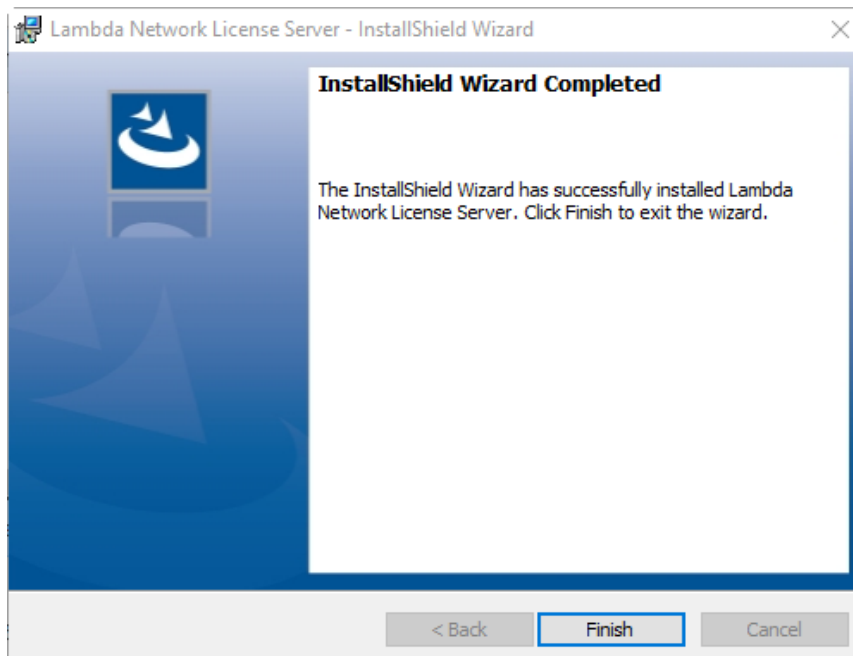 Lambda Network License Server - InstallShield Wizard
InstallShield Wizard Completed
The InstallShield Wizard has successfully installed Lambda
Network License Server. Click Finish to exit the wizard.
< Back
Finish
Cancel